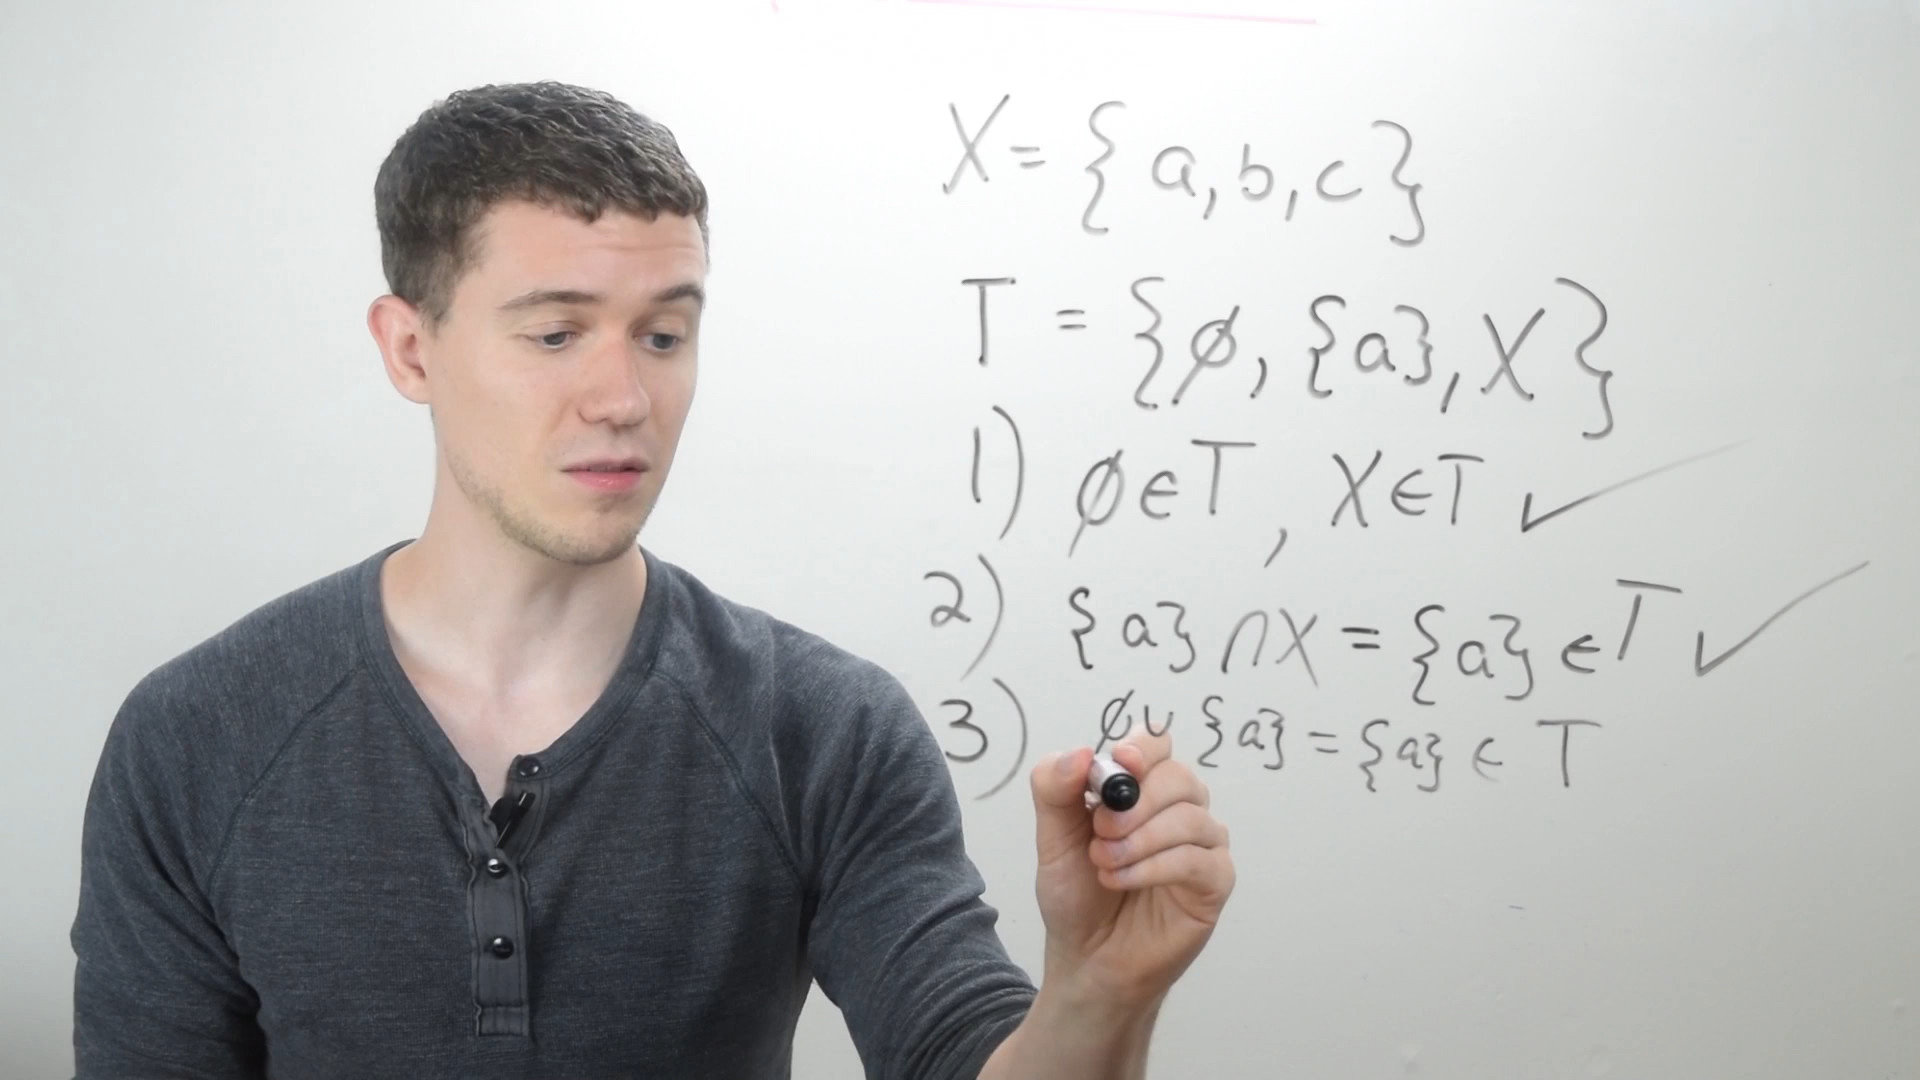 X = { a, b, c }
T = { ∅, {a}, X }
1) ∅ ∈ T , X ∈ T ✓
2) {a} ∩ X = {a} ∈ T ✓
3) ∅ ∪ {a} = {a} ∈ T